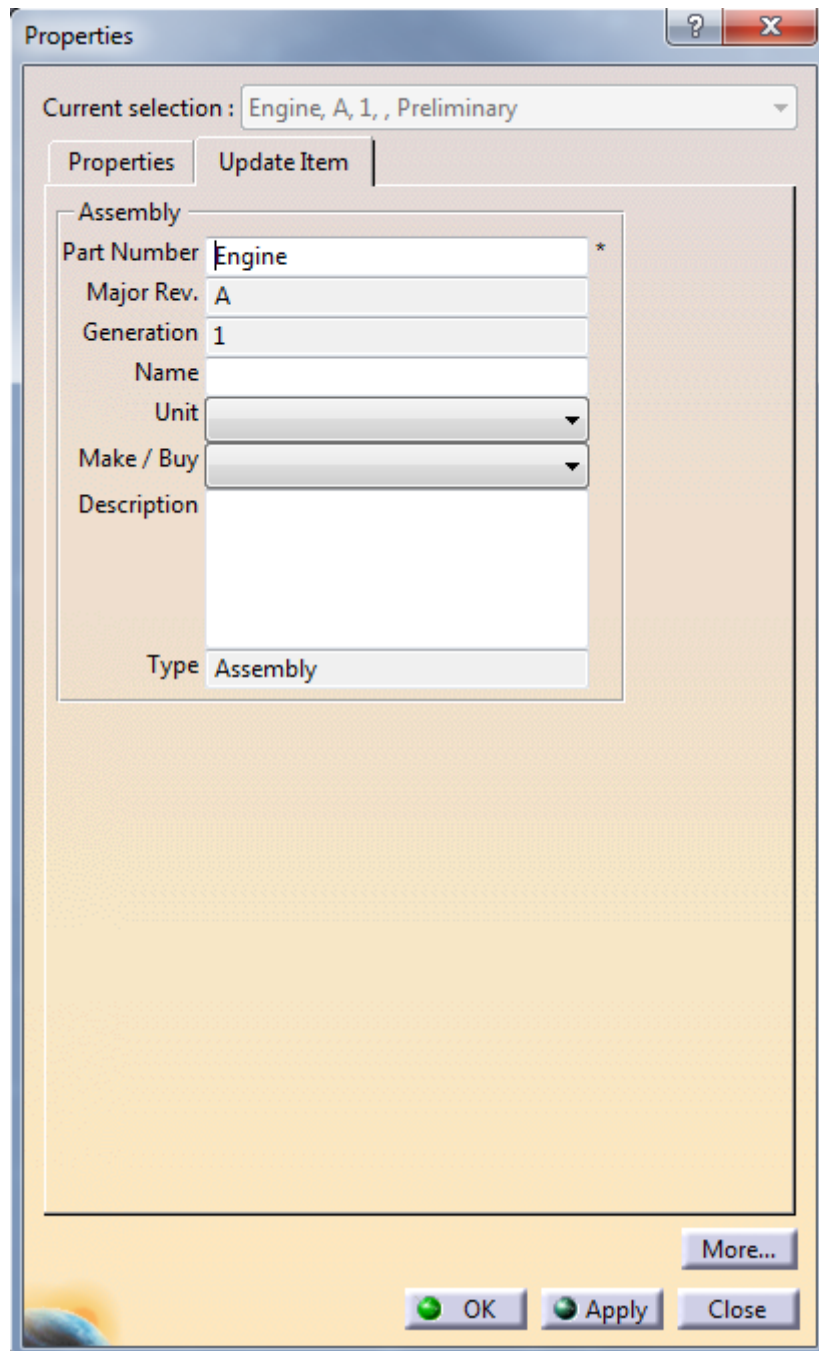 Properties
Current selection : Engine, A, 1, , Preliminary
Properties Update Item
Assembly
Part Number Engine *
Major Rev. A
Generation 1
Name
Unit
Make / Buy
Description
Type Assembly
More...
OK Apply Close